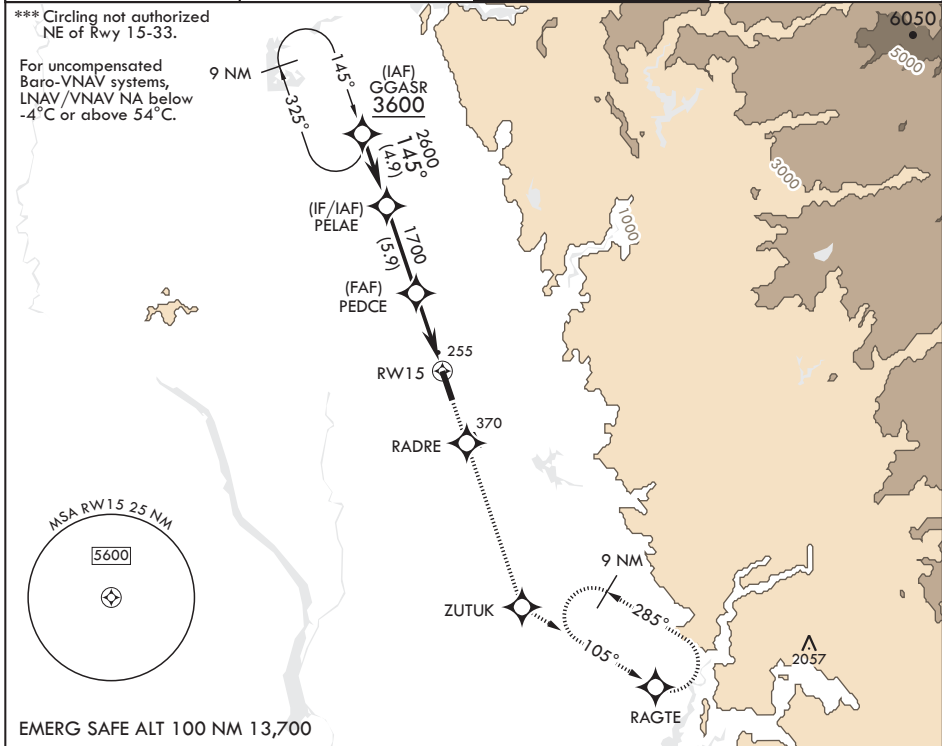 *** Circling not authorized
NE of Rwy 15-33.
For uncompensated
Baro-VNAV systems,
LNAV/VNAV NA below
-4°C or above 54°C.
9 NM
145°
325°
(IAF)
GGASR
3600
2600
145°
(4.9)
(IF/IAF)
PELAE
1700
(5.9)
(FAF)
PEDCE
255
RW15
370
RADRE
6050
5000
3000
1000
MSA RW15 25 NM
5600
ZUTUK
9 NM
285°
105°
RAGTE
2057
EMERG SAFE ALT 100 NM 13,700